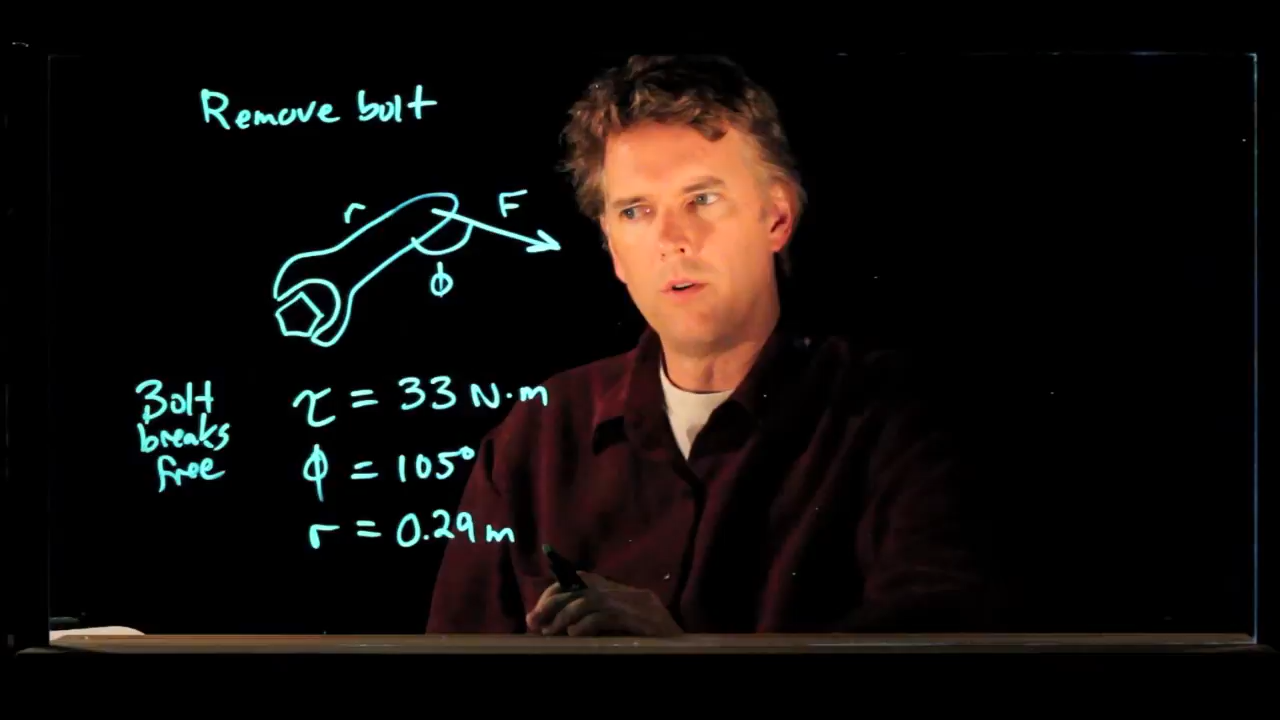 Remove bolt
r
F
ϕ
Bolt
breaks
free
τ = 33 N·m
ϕ = 105°
r = 0.29 m